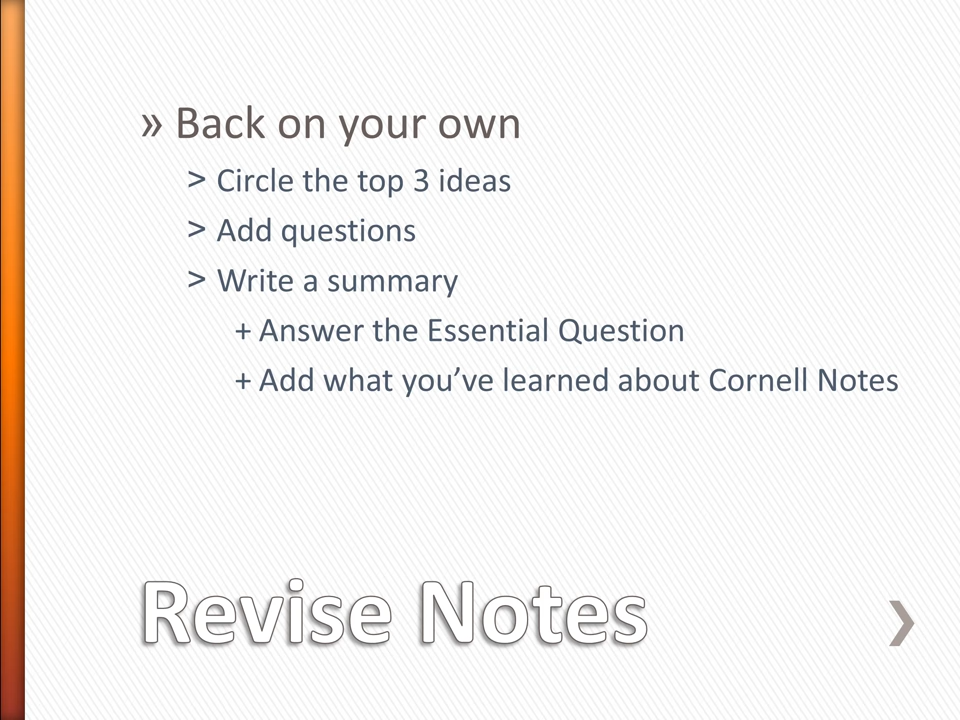 » Back on your own
> Circle the top 3 ideas
> Add questions
> Write a summary
+ Answer the Essential Question
+ Add what you’ve learned about Cornell Notes
Revise Notes